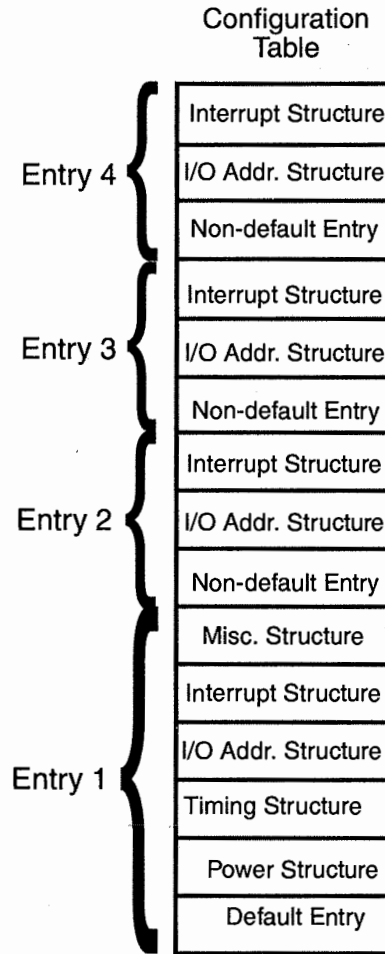 Configuration
Table
Interrupt Structure
Entry 4
I/O Addr. Structure
Non-default Entry
Interrupt Structure
Entry 3
I/O Addr. Structure
Non-default Entry
Interrupt Structure
Entry 2
I/O Addr. Structure
Non-default Entry
Misc. Structure
Interrupt Structure
I/O Addr. Structure
Entry 1
Timing Structure
Power Structure
Default Entry